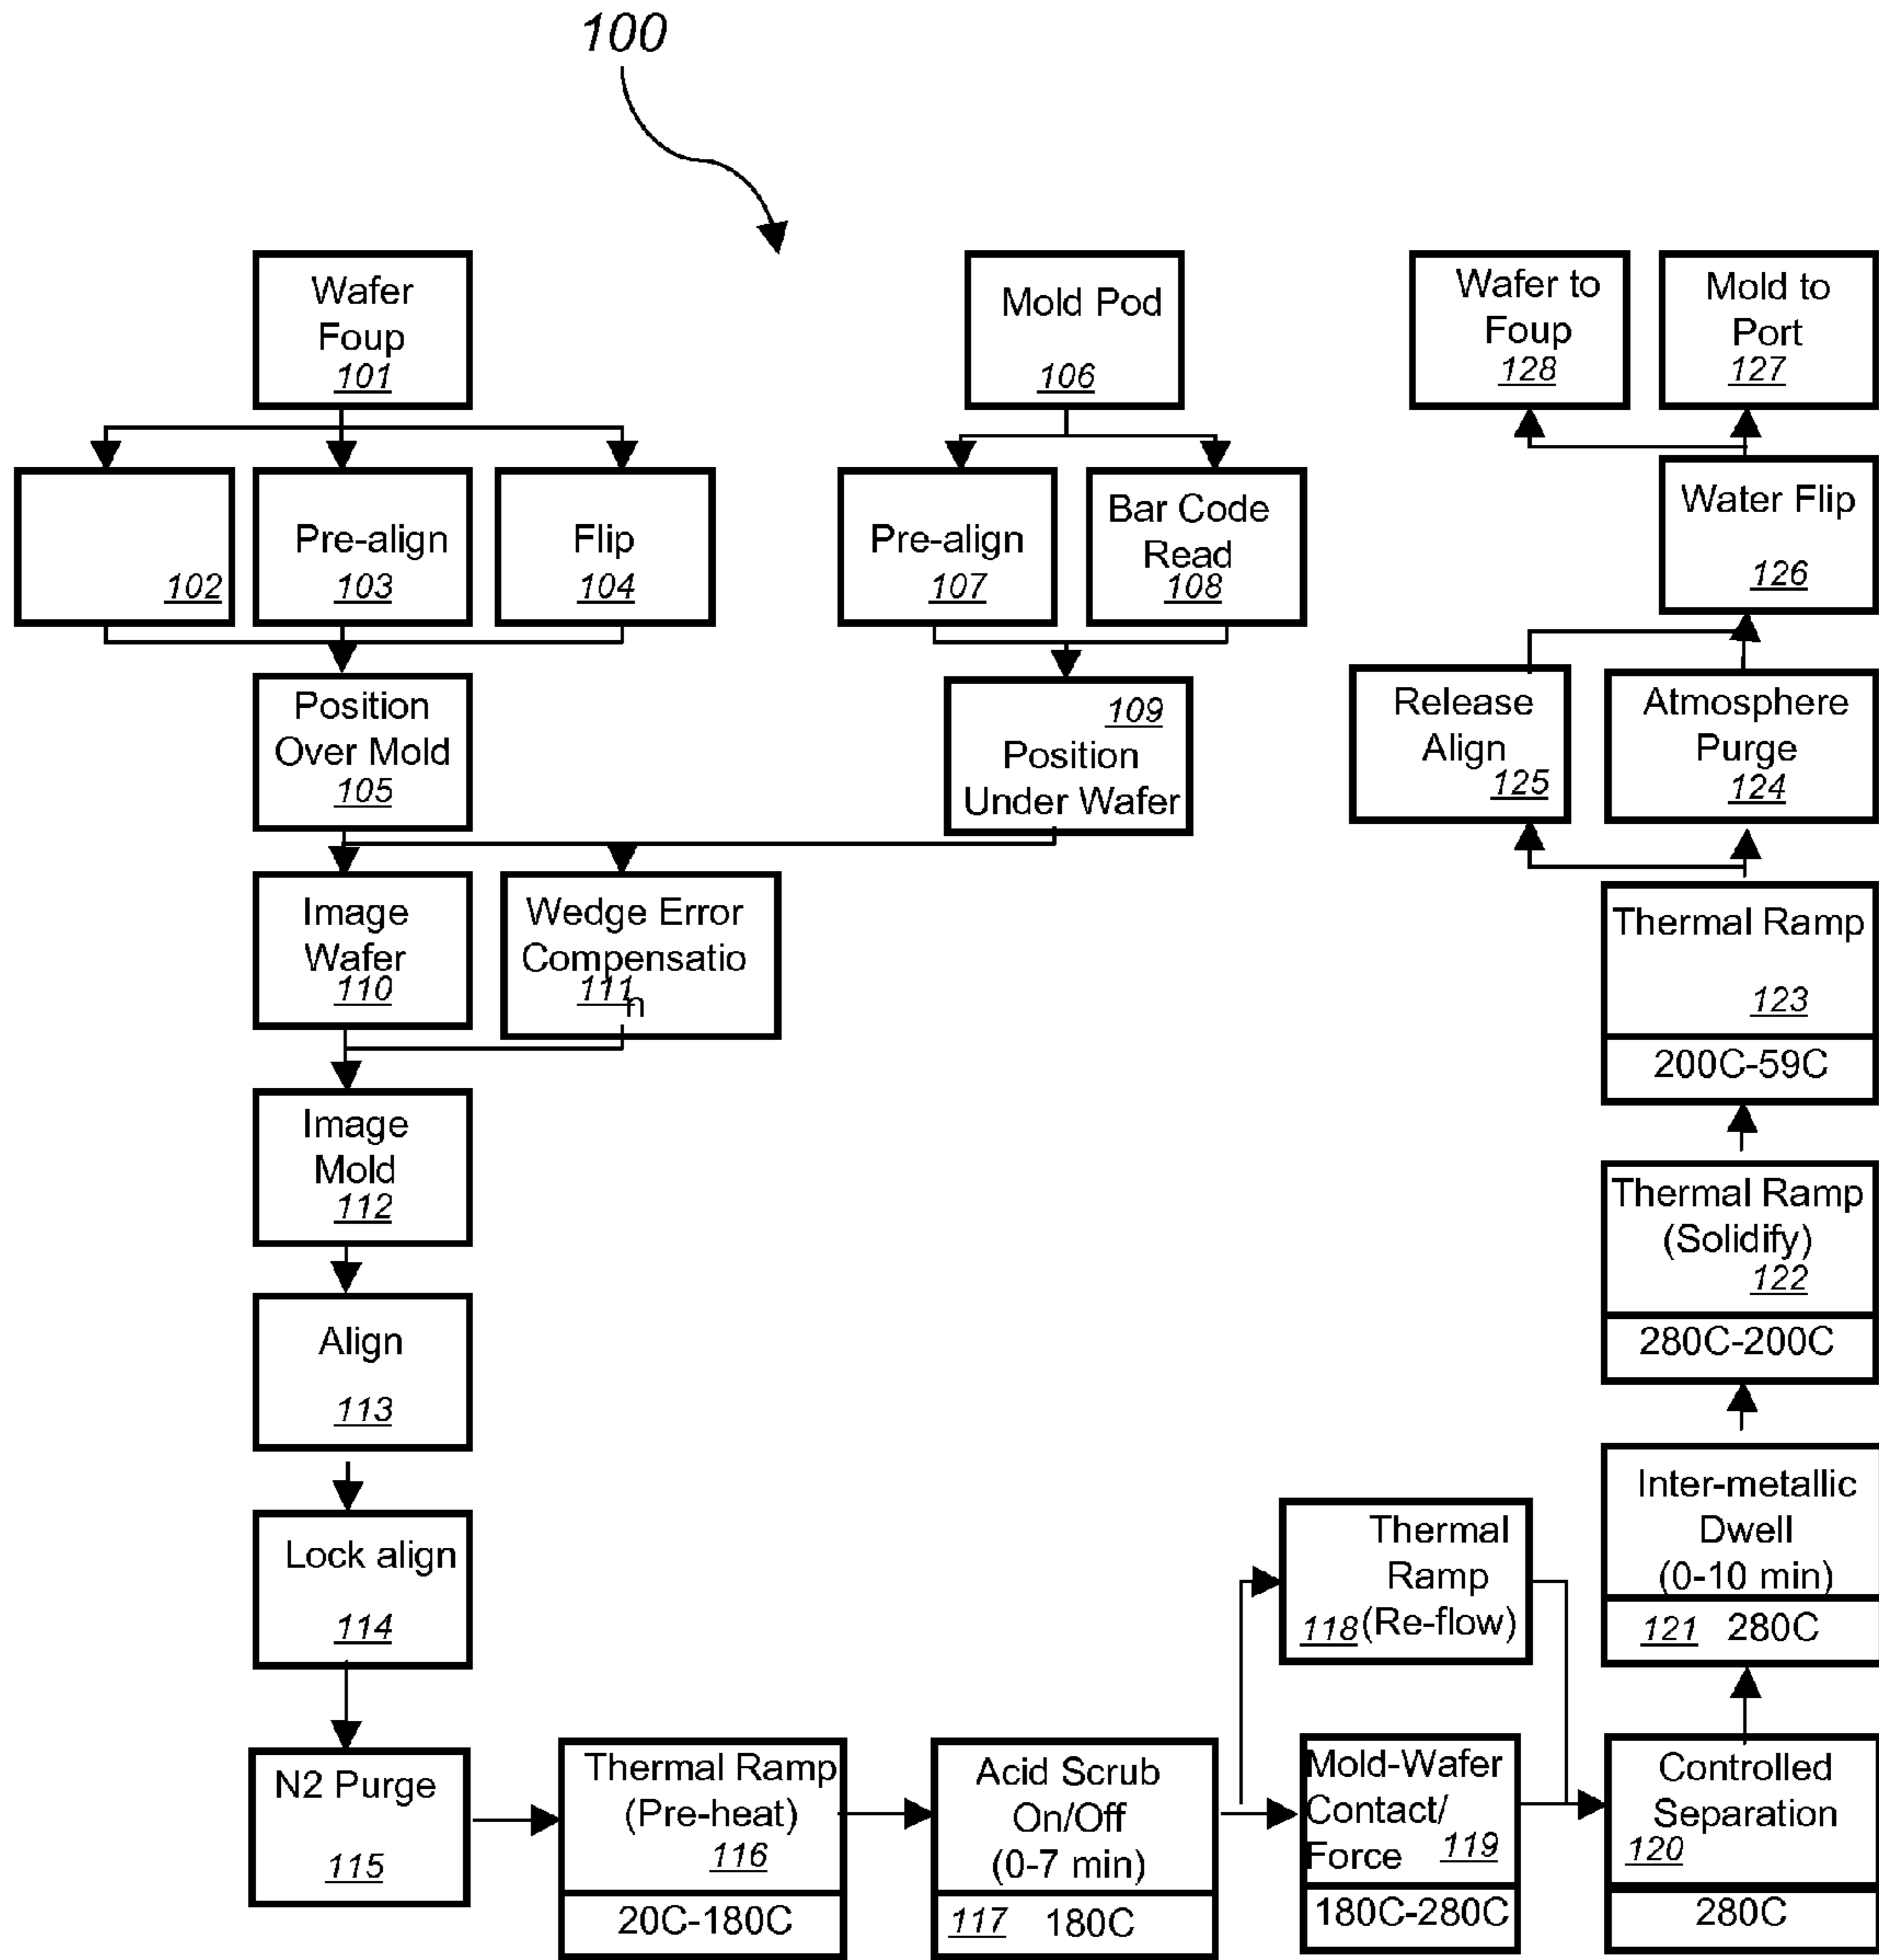 100
Wafer
Foup
101
Mold Pod
106
Wafer to
Foup
128
Mold to
Port
127
102
Pre-align
103
Flip
104
Pre-align
107
Bar Code
Read
108
Water Flip
126
Position
Over Mold
105
109
Position
Under Wafer
Release
Align
125
Atmosphere
Purge
124
Image
Wafer
110
Wedge Error
Compensatio
111
n
Thermal Ramp
123
200C-59C
Image
Mold
112
Thermal Ramp
(Solidify)
122
280C-200C
Align
113
Inter-metallic
Dwell
(0-10 min)
121 280C
Lock align
114
Thermal
Ramp
118 (Re-flow)
N2 Purge
115
Thermal Ramp
(Pre-heat)
116
20C-180C
Acid Scrub
On/Off
(0-7 min)
117 180C
Mold-Wafer
Contact/
Force 119
180C-280C
Controlled
Separation
120
280C